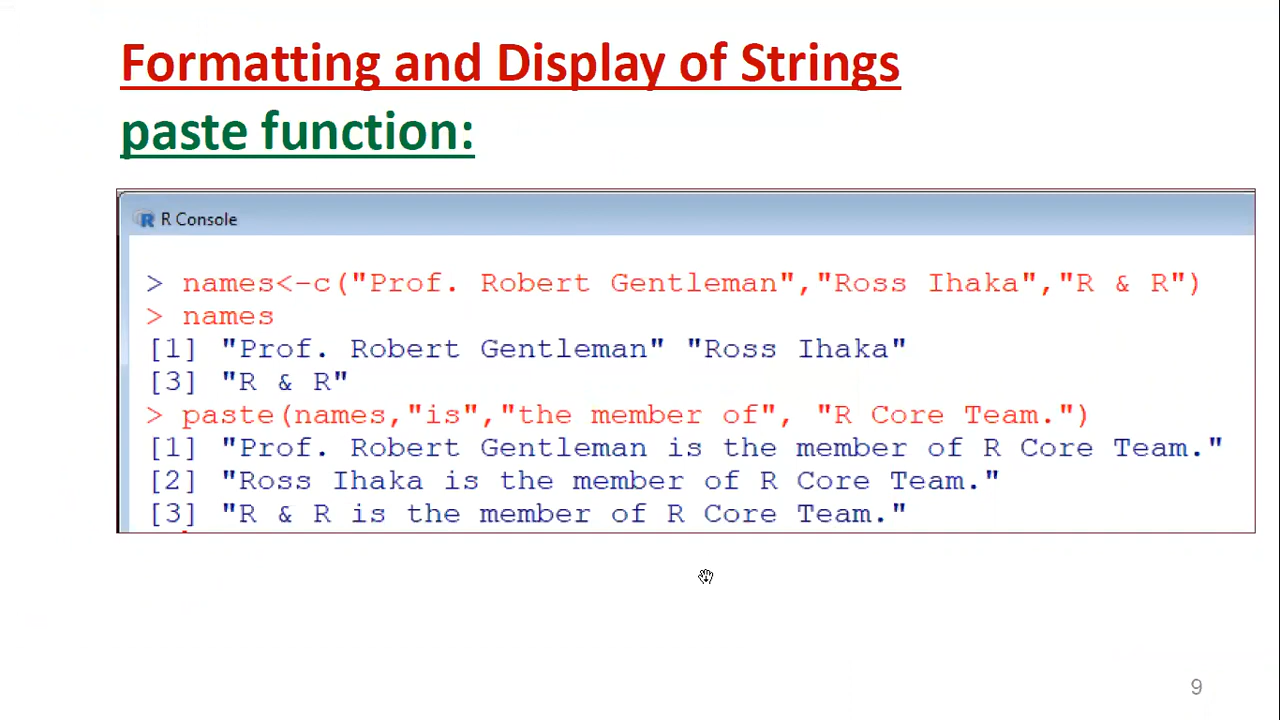 Formatting and Display of Strings
paste function:
R Console
> names<-c("Prof. Robert Gentleman","Ross Ihaka","R & R")
> names
[1] "Prof. Robert Gentleman" "Ross Ihaka"
[3] "R & R"
> paste(names,"is","the member of", "R Core Team.")
[1] "Prof. Robert Gentleman is the member of R Core Team."
[2] "Ross Ihaka is the member of R Core Team."
[3] "R & R is the member of R Core Team."
9